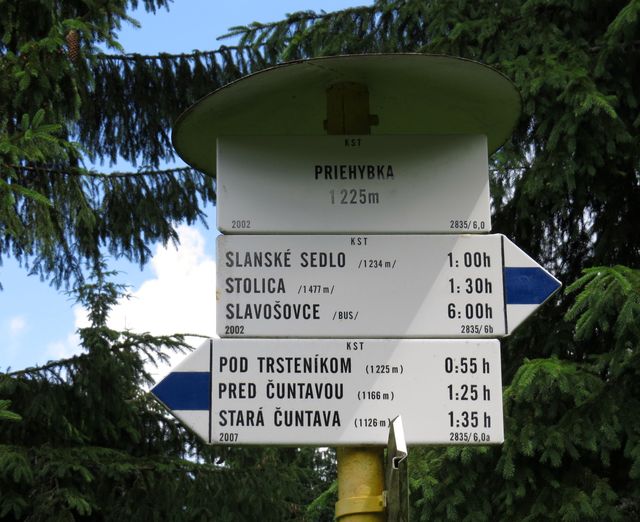 KST
PRIEHYBKA
1225m
2002 2835/6,0
KST
SLANSKÉ SEDLO /1234 m/ 1:00h
STOLICA /1477 m/ 1:30h
SLAVOŠOVCE /BUS/ 6:00h
2002 2835/6b
KST
POD TRSTENÍKOM (1225 m) 0:55 h
PRED ČUNTAVOU (1166 m) 1:25 h
STARÁ ČUNTAVA (1126 m) 1:35 h
2007 2835/6,0a